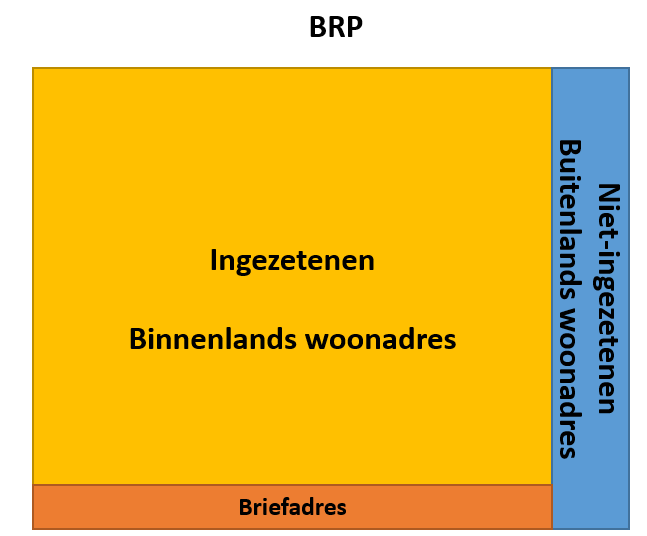 BRP
Ingezetenen
Binnenlands woonadres
Niet-ingezetenen
Buitenlands woonadres
Briefadres